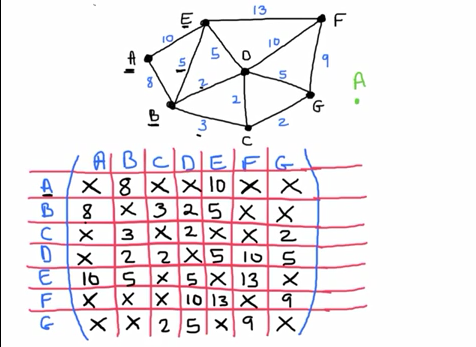 13
E
F
10
5
10
D
A
5
9
8
2
5
A
B
2
G
3
2
C
A B C D E F G
A X 8 X X 10 X X
B 8 X 3 2 5 X X
C X 3 X 2 X X 2
D X 2 2 X 5 10 5
E 10 5 X 5 X 13 X
F X X X 10 13 X 9
G X X 2 5 X 9 X